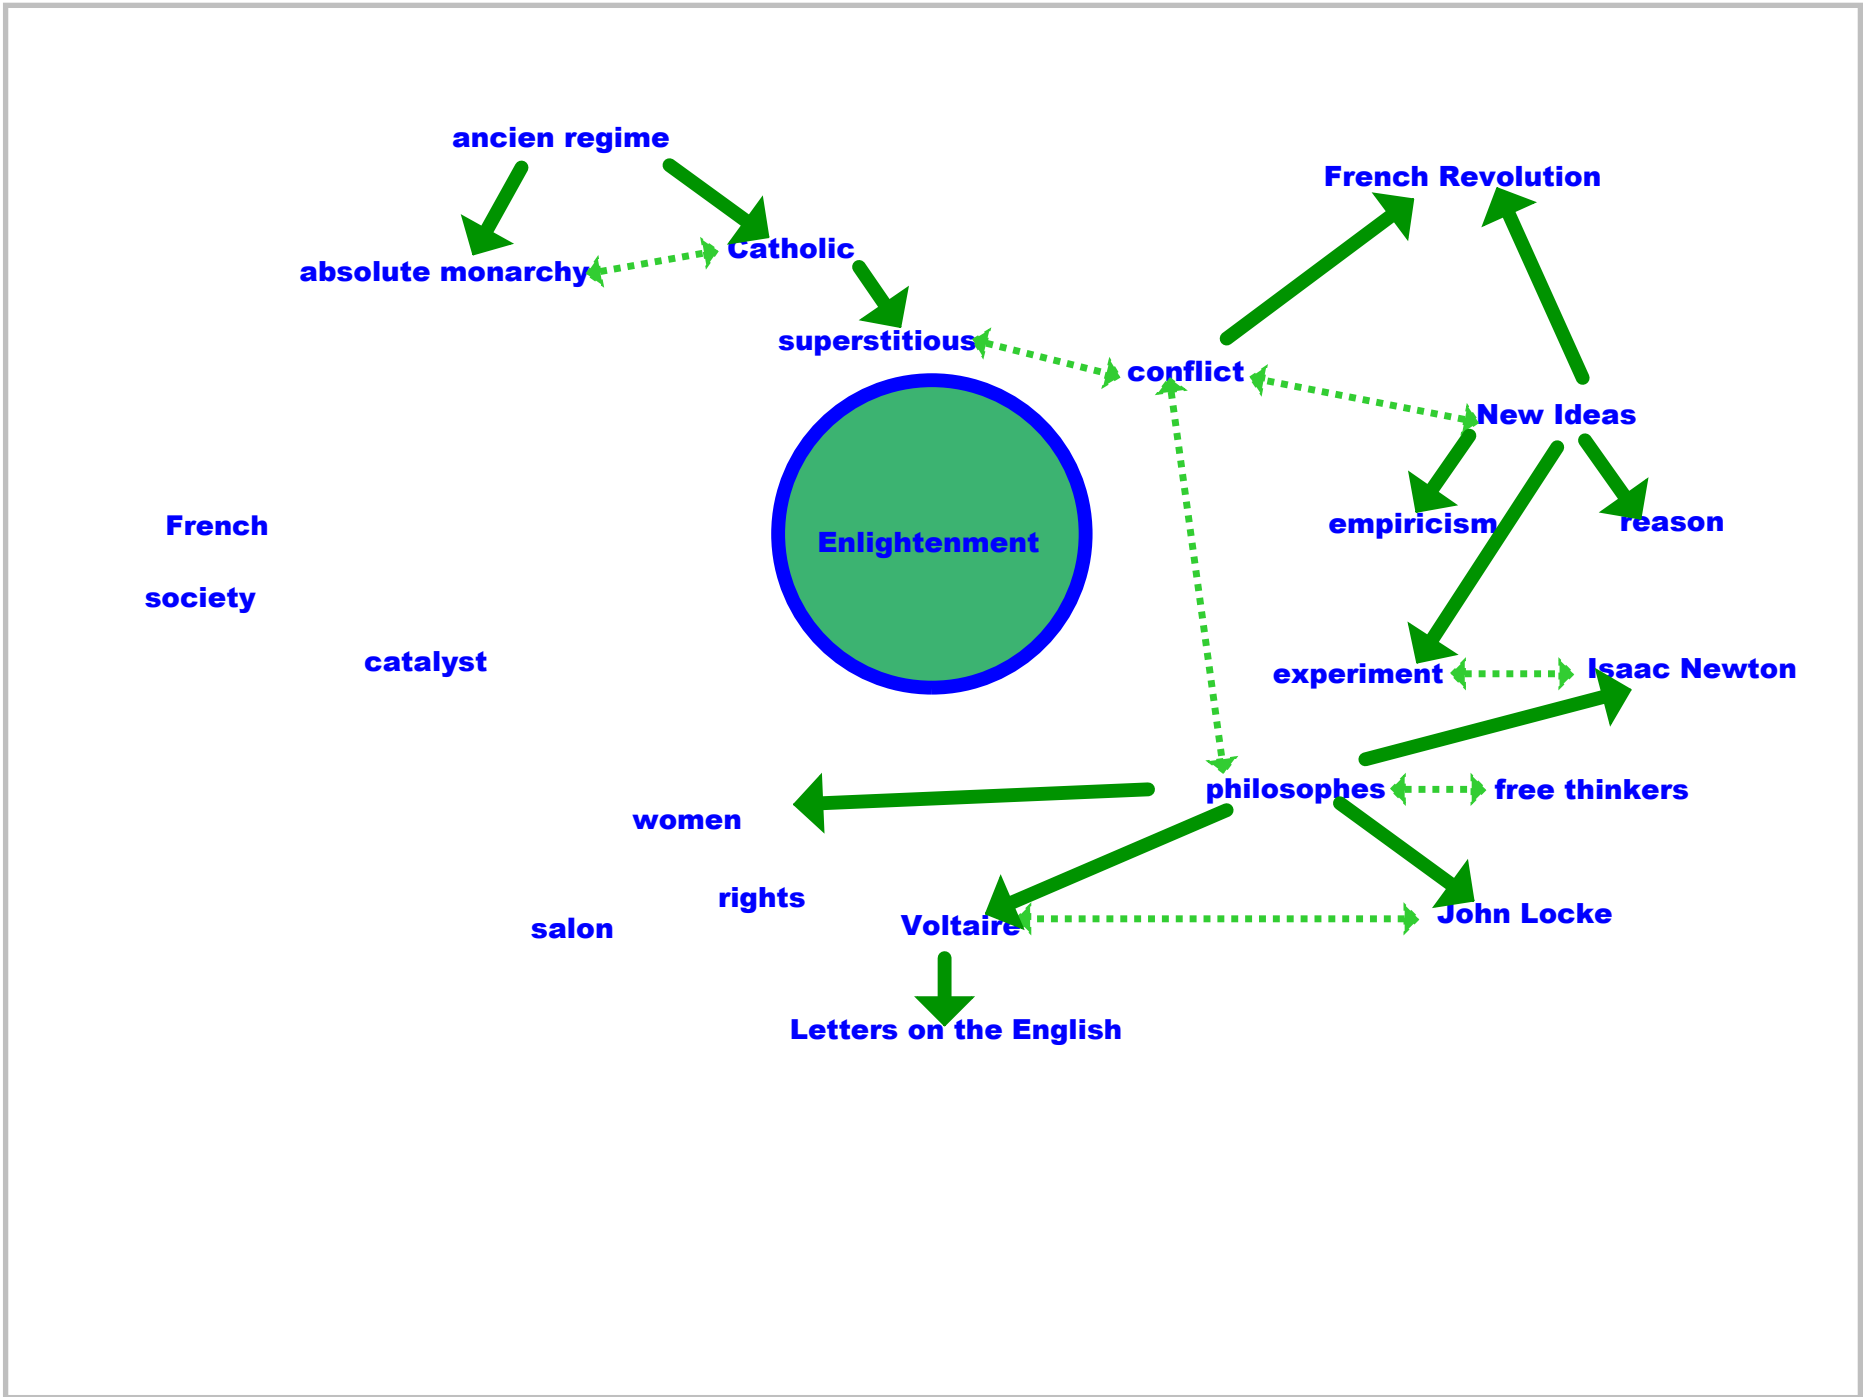 ancien regime
French Revolution
Catholic
absolute monarchy
superstitious
conflict
New Ideas
French
empiricism
reason
Enlightenment
society
catalyst
experiment
Isaac Newton
philosophes
free thinkers
women
rights
salon
Voltaire
John Locke
Letters on the English